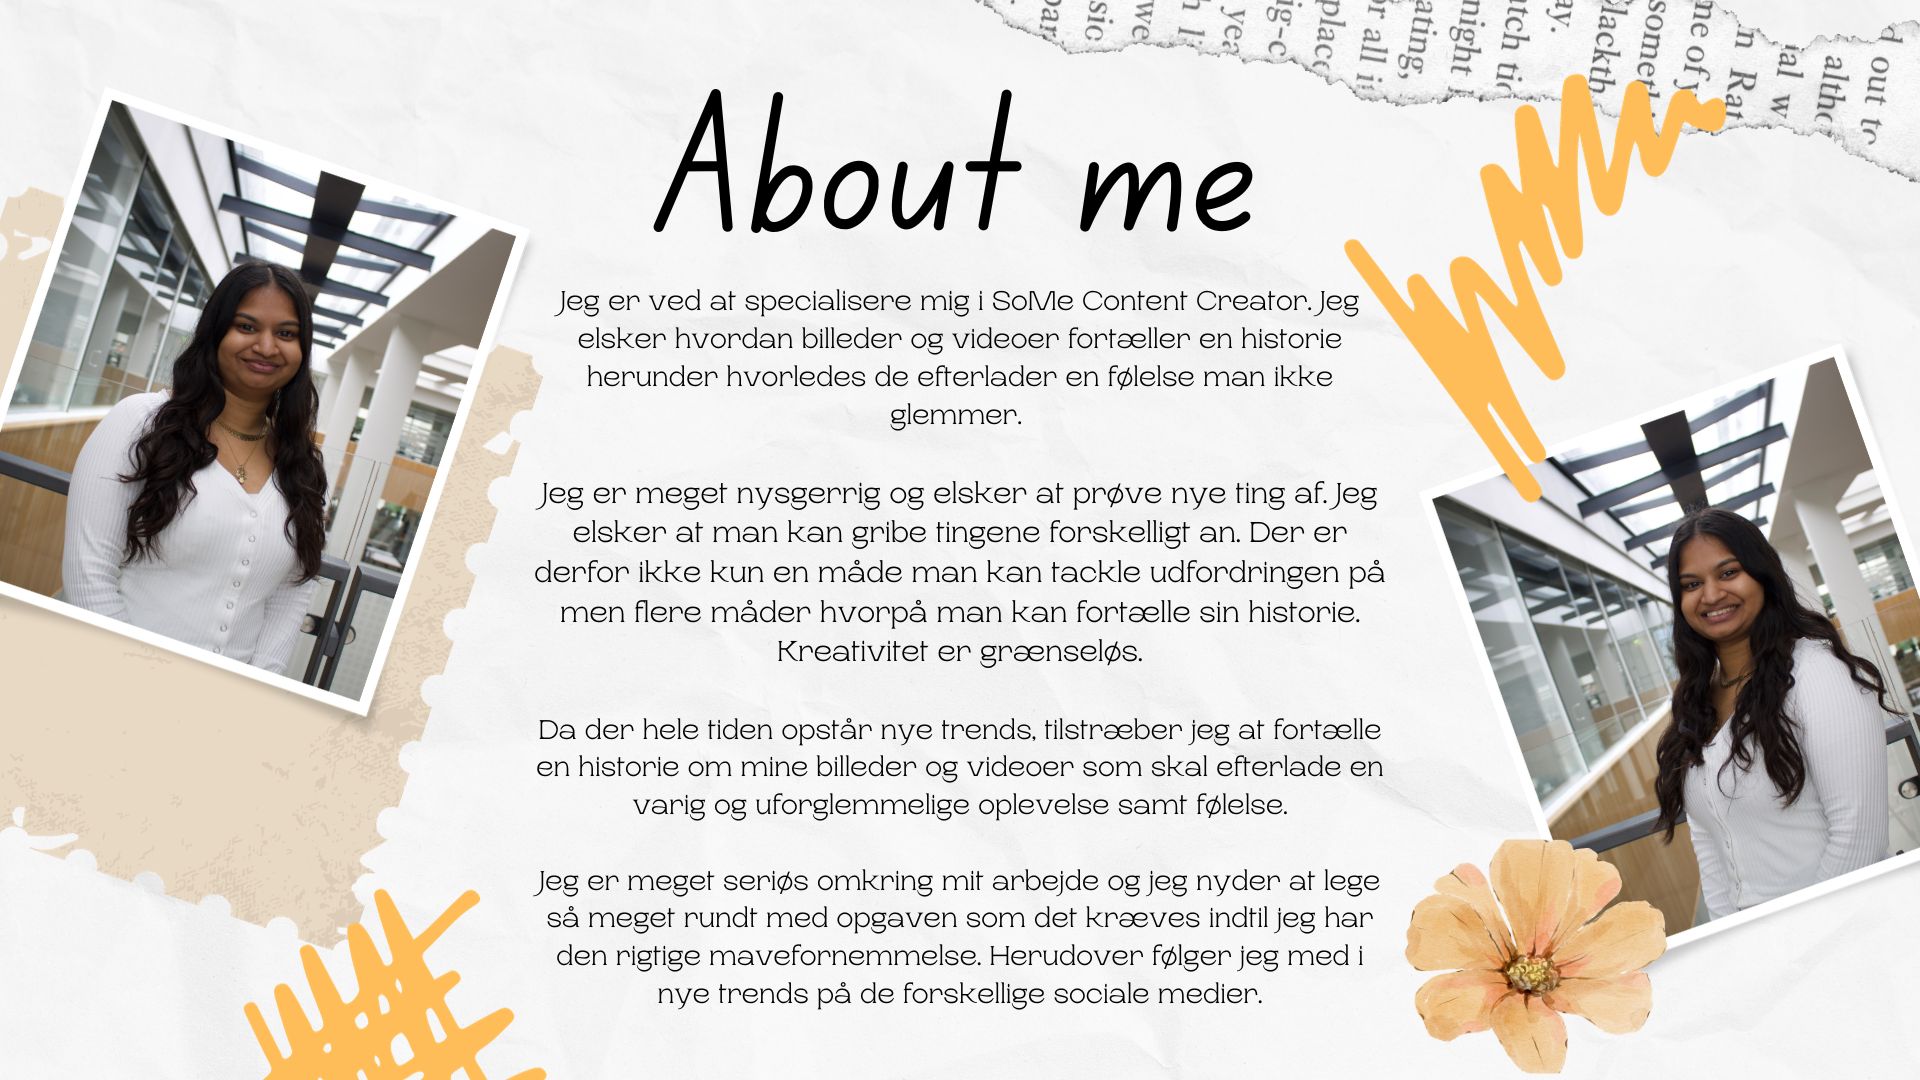 About me
Jeg er ved at specialisere mig i SoMe Content Creator. Jeg
elsker hvordan billeder og videoer fortæller en historie
herunder hvorledes de efterlader en følelse man ikke
glemmer.
Jeg er meget nysgerrig og elsker at prøve nye ting af. Jeg
elsker at man kan gribe tingene forskelligt an. Der er
derfor ikke kun en måde man kan tackle udfordringen på
men flere måder hvorpå man kan fortælle sin historie.
Kreativitet er grænseløs.
Da der hele tiden opstår nye trends, tilstræber jeg at fortælle
en historie om mine billeder og videoer som skal efterlade en
varig og uforglemmelige oplevelse samt følelse.
Jeg er meget seriøs omkring mit arbejde og jeg nyder at lege
så meget rundt med opgaven som det kræves indtil jeg har
den rigtige mavefornemmelse. Herudover følger jeg med i
nye trends på de forskellige sociale medier.